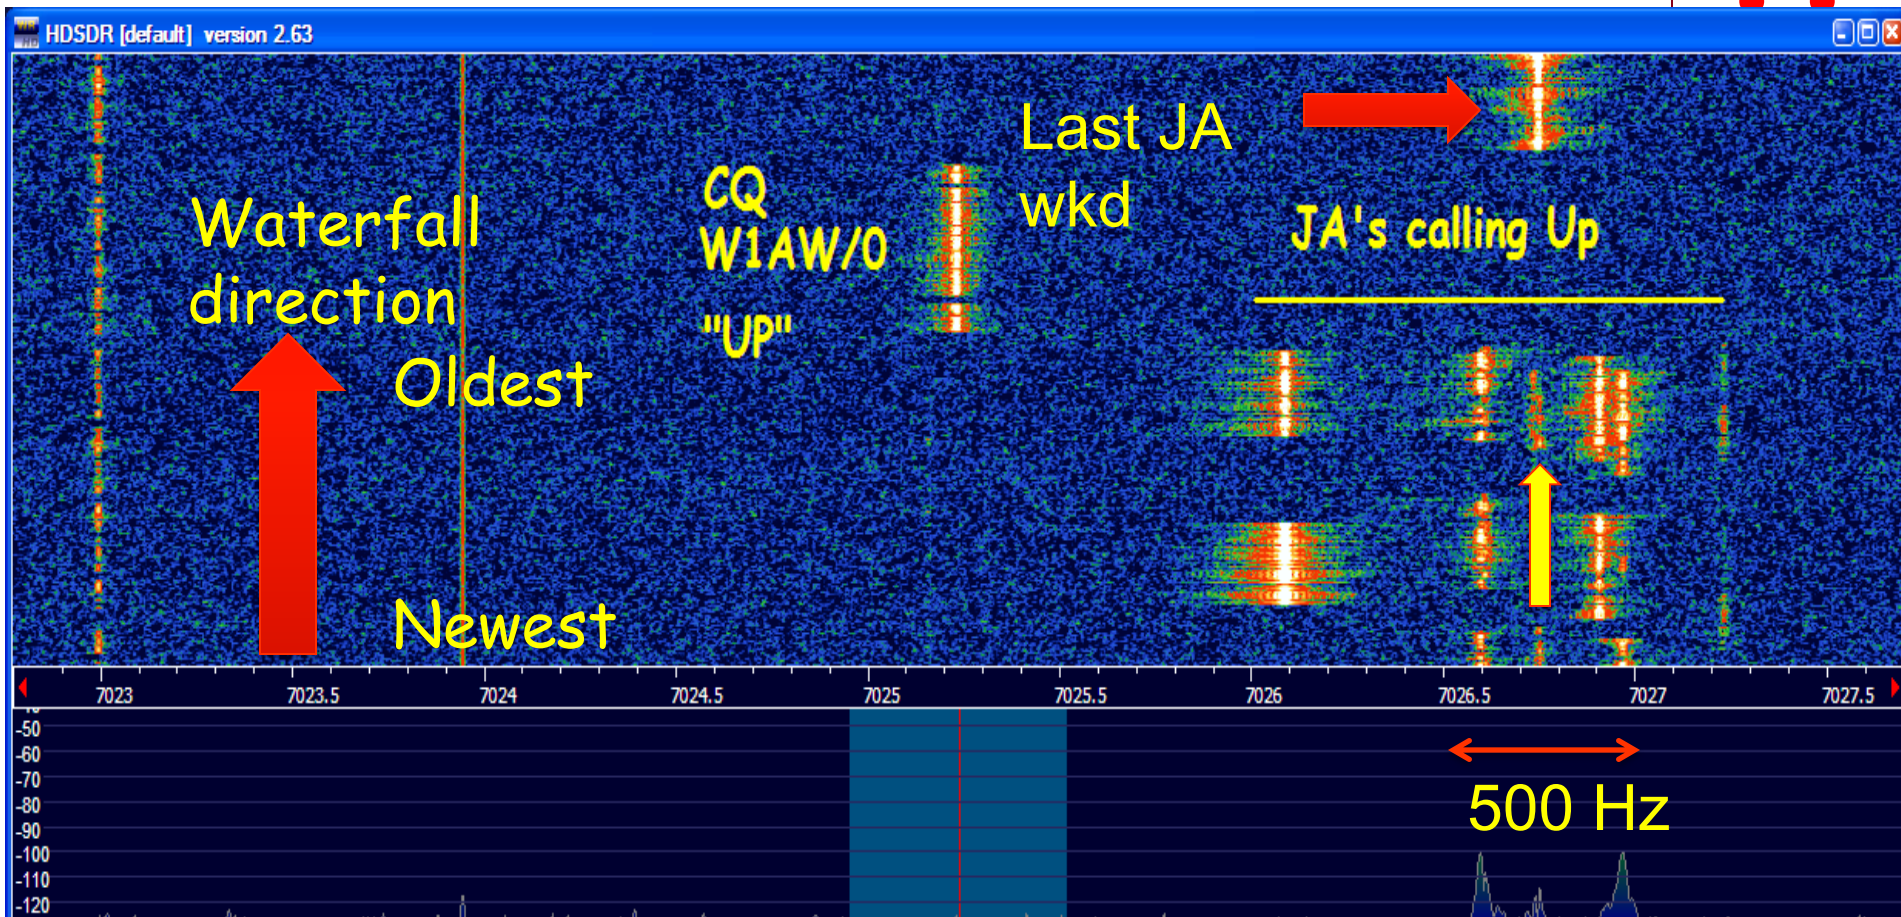 HDSDR [default] version 2.63
Last JA
wkd
CQ
W1AW/0
"UP"
Waterfall
direction
JA's calling Up
Oldest
Newest
7023 7023.5 7024 7024.5 7025 7025.5 7026 7026.5 7027 7027.5
-50
-60
-70
-80
-90
-100
-110
-120
500 Hz